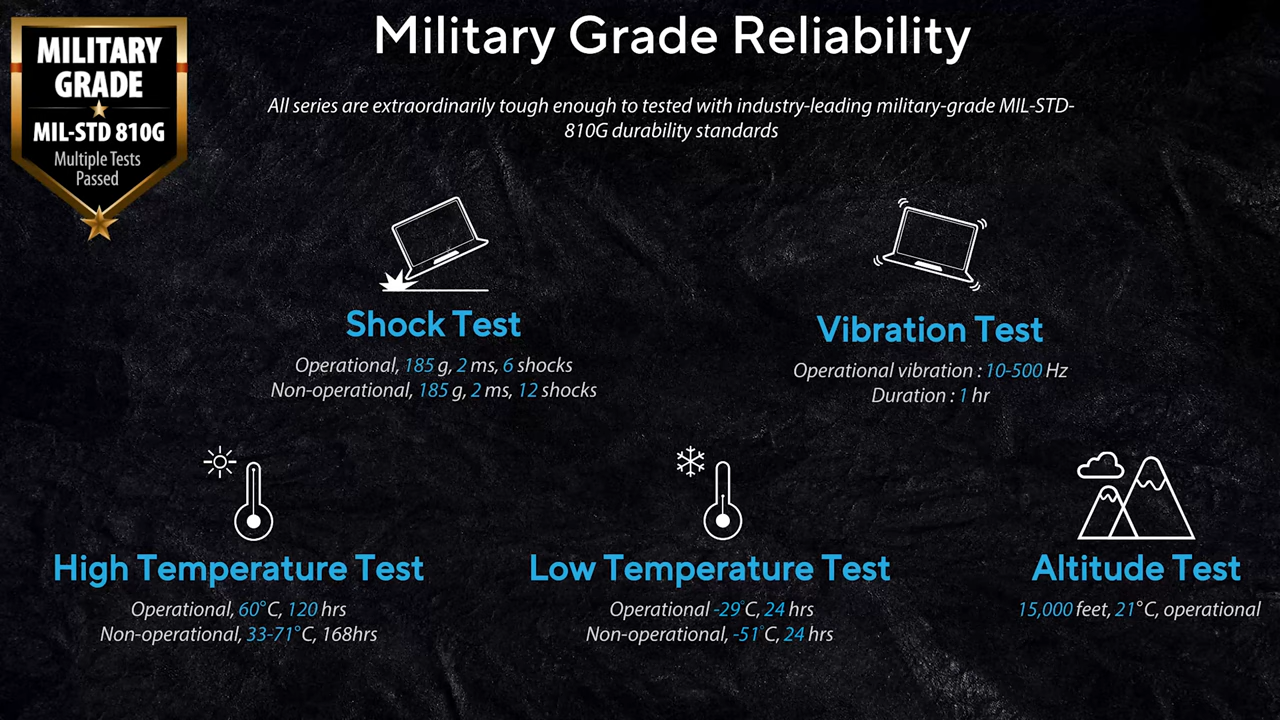 MILITARY
GRADE
MIL-STD 810G
Multiple Tests
Passed
Military Grade Reliability
All series are extraordinarily tough enough to tested with industry-leading military-grade MIL-STD-
810G durability standards
Shock Test
Operational, 185 g, 2 ms, 6 shocks
Non-operational, 185 g, 2 ms, 12 shocks
Vibration Test
Operational vibration : 10-500 Hz
Duration : 1 hr
High Temperature Test
Operational, 60°C, 120 hrs
Non-operational, 33-71°C, 168hrs
Low Temperature Test
Operational -29°C, 24 hrs
Non-operational, -51°C, 24 hrs
Altitude Test
15,000 feet, 21°C, operational